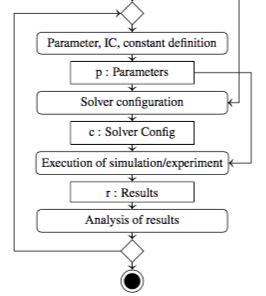 Parameter, IC, constant definition
p : Parameters
Solver configuration
c : Solver Config
Execution of simulation/experiment
r : Results
Analysis of results